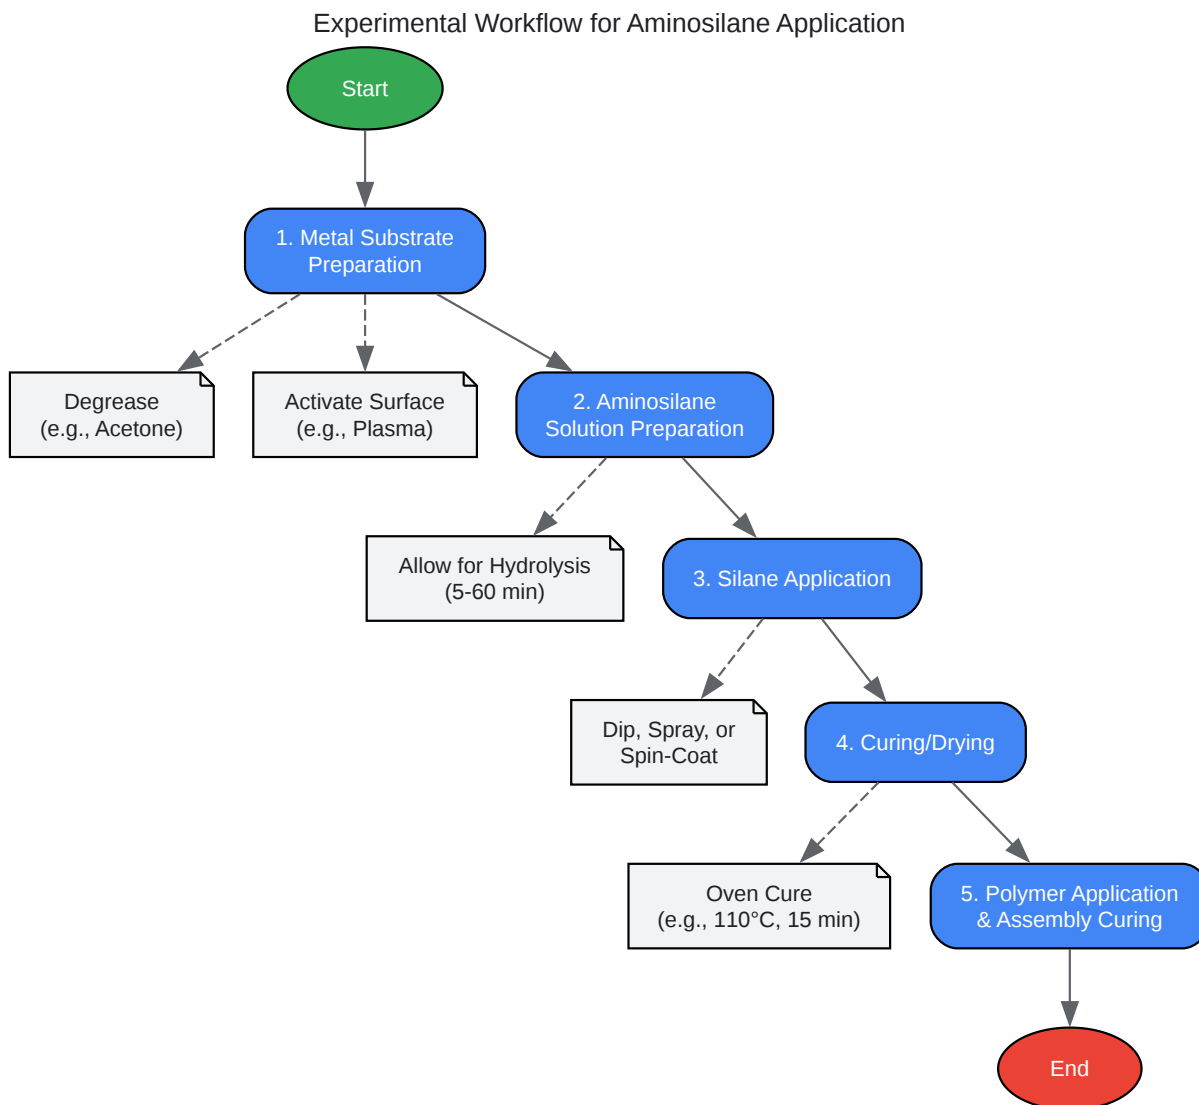 Experimental Workflow for Aminosilane Application
Start
1. Metal Substrate
Preparation
Degrease
(e.g., Acetone)
Activate Surface
(e.g., Plasma)
2. Aminosilane
Solution Preparation
Allow for Hydrolysis
(5-60 min)
3. Silane Application
Dip, Spray, or
Spin-Coat
4. Curing/Drying
Oven Cure
(e.g., 110°C, 15 min)
5. Polymer Application
& Assembly Curing
End